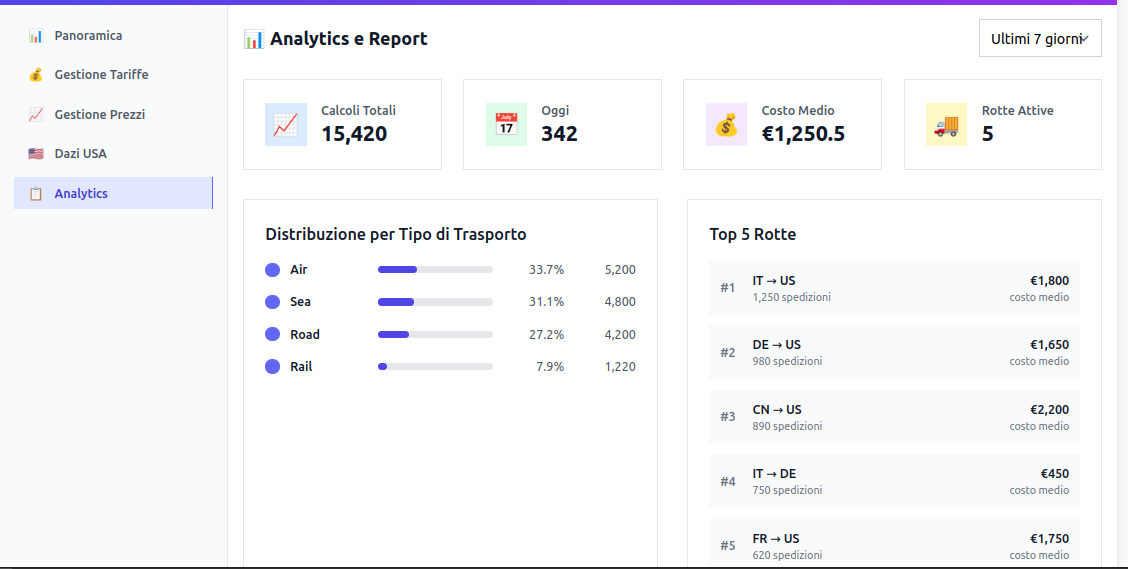 Panoramica
Gestione Tariffe
Gestione Prezzi
Dazi USA
Analytics
Analytics e Report
Ultimi 7 giorni
Calcoli Totali
15,420
July
17
Oggi
342
Costo Medio
€1,250.5
Rotte Attive
5
Distribuzione per Tipo di Trasporto
Air 33.7% 5,200
Sea 31.1% 4,800
Road 27.2% 4,200
Rail 7.9% 1,220
Top 5 Rotte
#1
IT → US €1,800
1,250 spedizioni costo medio
#2
DE → US €1,650
980 spedizioni costo medio
#3
CN → US €2,200
890 spedizioni costo medio
#4
IT → DE €450
750 spedizioni costo medio
#5
FR → US €1,750
620 spedizioni costo medio